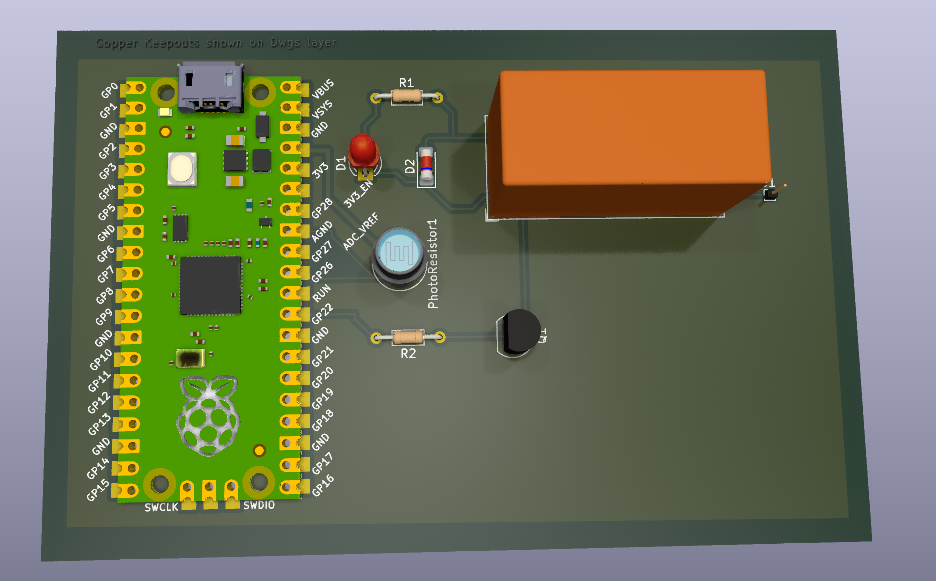 Copper Keepouts shown on Dwgs layer
GP0
GP1
GND
GP2
GP3
GP4
GP5
GND
GP6
GP7
GP8
GP9
GND
GP10
GP11
GP12
GP13
GND
GP14
GP15
VBUS
VSYS
GND
3V3_EN
3V3
ADC_VREF
GP28
AGND
GP27
GP26
RUN
GP22
GND
GP21
GP20
GP19
GP18
GND
GP17
GP16
SWCLK
SWDIO
R1
D1
D2
PhotoResistor1
R2